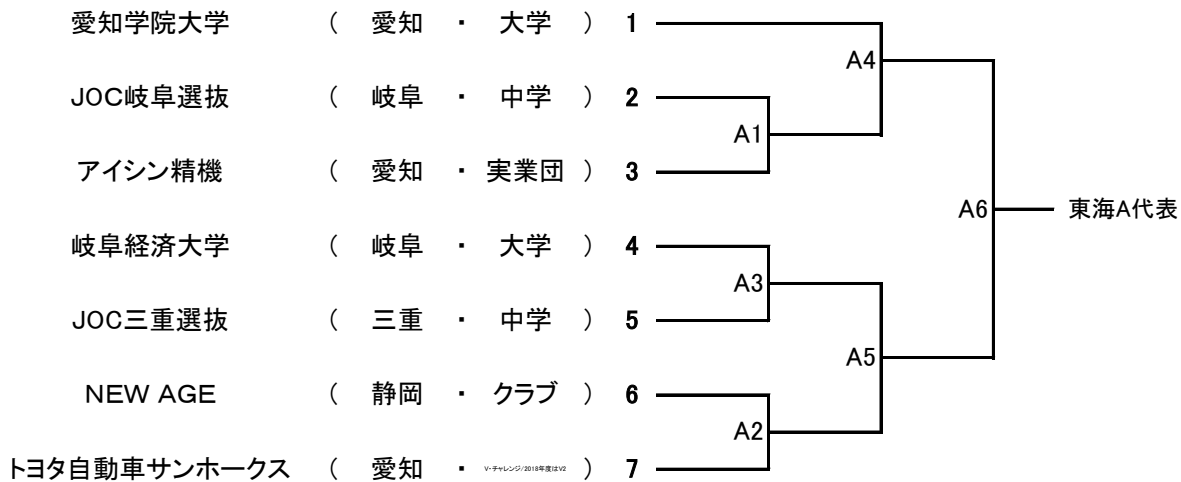 愛知学院大学 ( 愛知 ・ 大学 ) 1
A4
JOC岐阜選抜 ( 岐阜 ・ 中学 ) 2
A1
アイシン精機 ( 愛知 ・ 実業団 ) 3
A6 東海A代表
岐阜経済大学 ( 岐阜 ・ 大学 ) 4
A3
JOC三重選抜 ( 三重 ・ 中学 ) 5
A5
NEW AGE ( 静岡 ・ クラブ ) 6
A2
トヨタ自動車サンホークス ( 愛知 ・ V・チャレンジ/2018年度はV2 ) 7